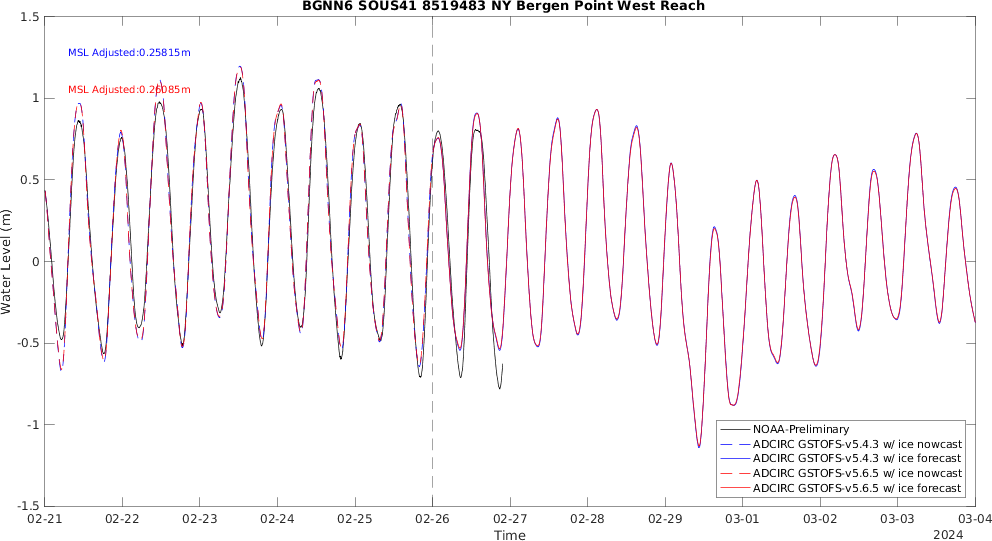 BGNN6 SOUS41 8519483 NY Bergen Point West Reach
1.5
MSL Adjusted:0.25815m
MSL Adjusted:0.26085m
1
0.5
0
-0.5
-1
-1.5
Water Level (m)
NOAA-Preliminary
ADCIRC GSTOFS-v5.4.3 w/ice nowcast
ADCIRC GSTOFS-v5.4.3 w/ice forecast
ADCIRC GSTOFS-v5.6.5 w/ice nowcast
ADCIRC GSTOFS-v5.6.5 w/ice forecast
02-21 02-22 02-23 02-24 02-25 02-26 02-27 02-28 02-29 03-01 03-02 03-03 03-04
Time
2024